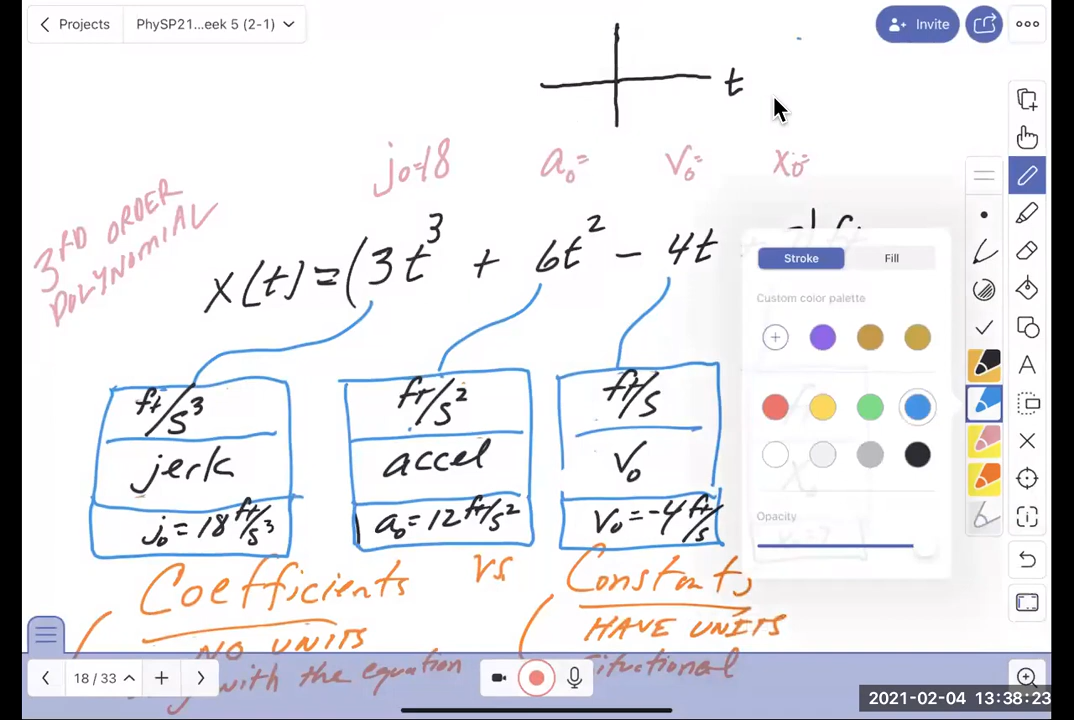 Projects
PhySP21...eek 5 (2-1)
Invite
t
j₀=18 a₀= v₀= x₀=
3RD ORDER
POLYNOMIAL
x(t)=(3t³ + 6t² - 4t
Stroke Fill
Custom color palette
Opacity
ft/s³ ft/s² ft/s
jerk accel v₀
j₀=18 ft/s³ a₀=12 ft/s² v₀=-4 ft/s
Coefficients vs Constants
NO UNITS HAVE UNITS
with the equation
18 / 33
A
2021-02-04 13:38:23